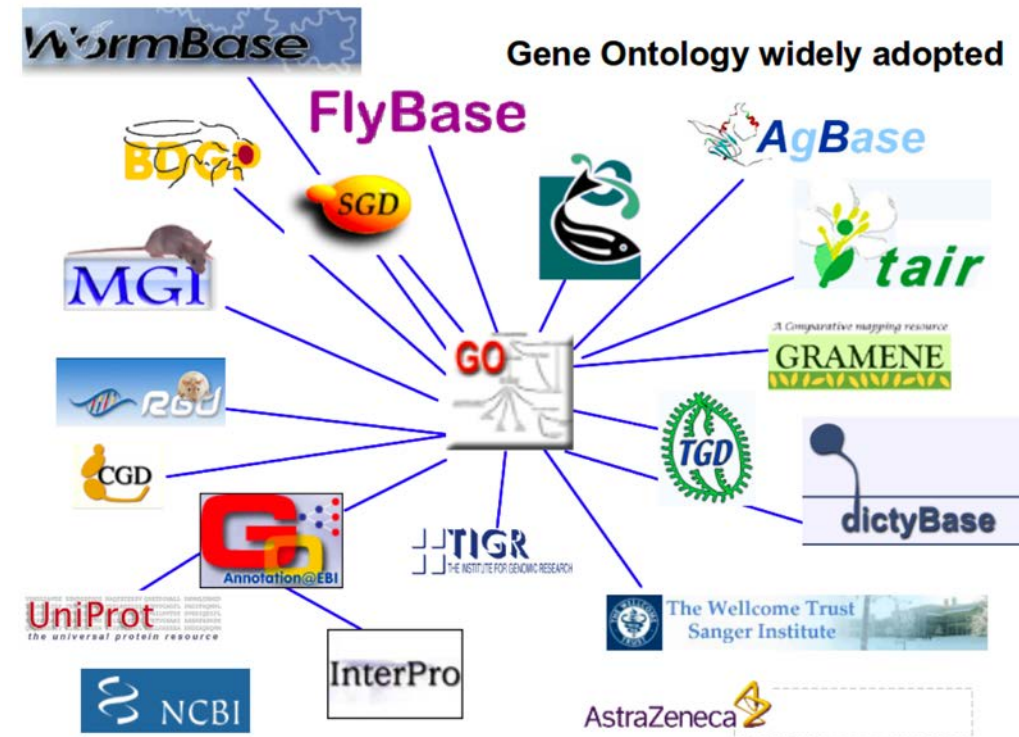 WormBase
Gene Ontology widely adopted
FlyBase
BDGP
AgBase
SGD
tair
MGI
A Comparative mapping resource
GRAMENE
GO
RGD
TGD
CGD
dictyBase
GO
Annotation@EBI
TIGR
THE INSTITUTE FOR GENOMIC RESEARCH
UniProt
the universal protein resource
The Wellcome Trust
Sanger Institute
InterPro
NCBI
AstraZeneca